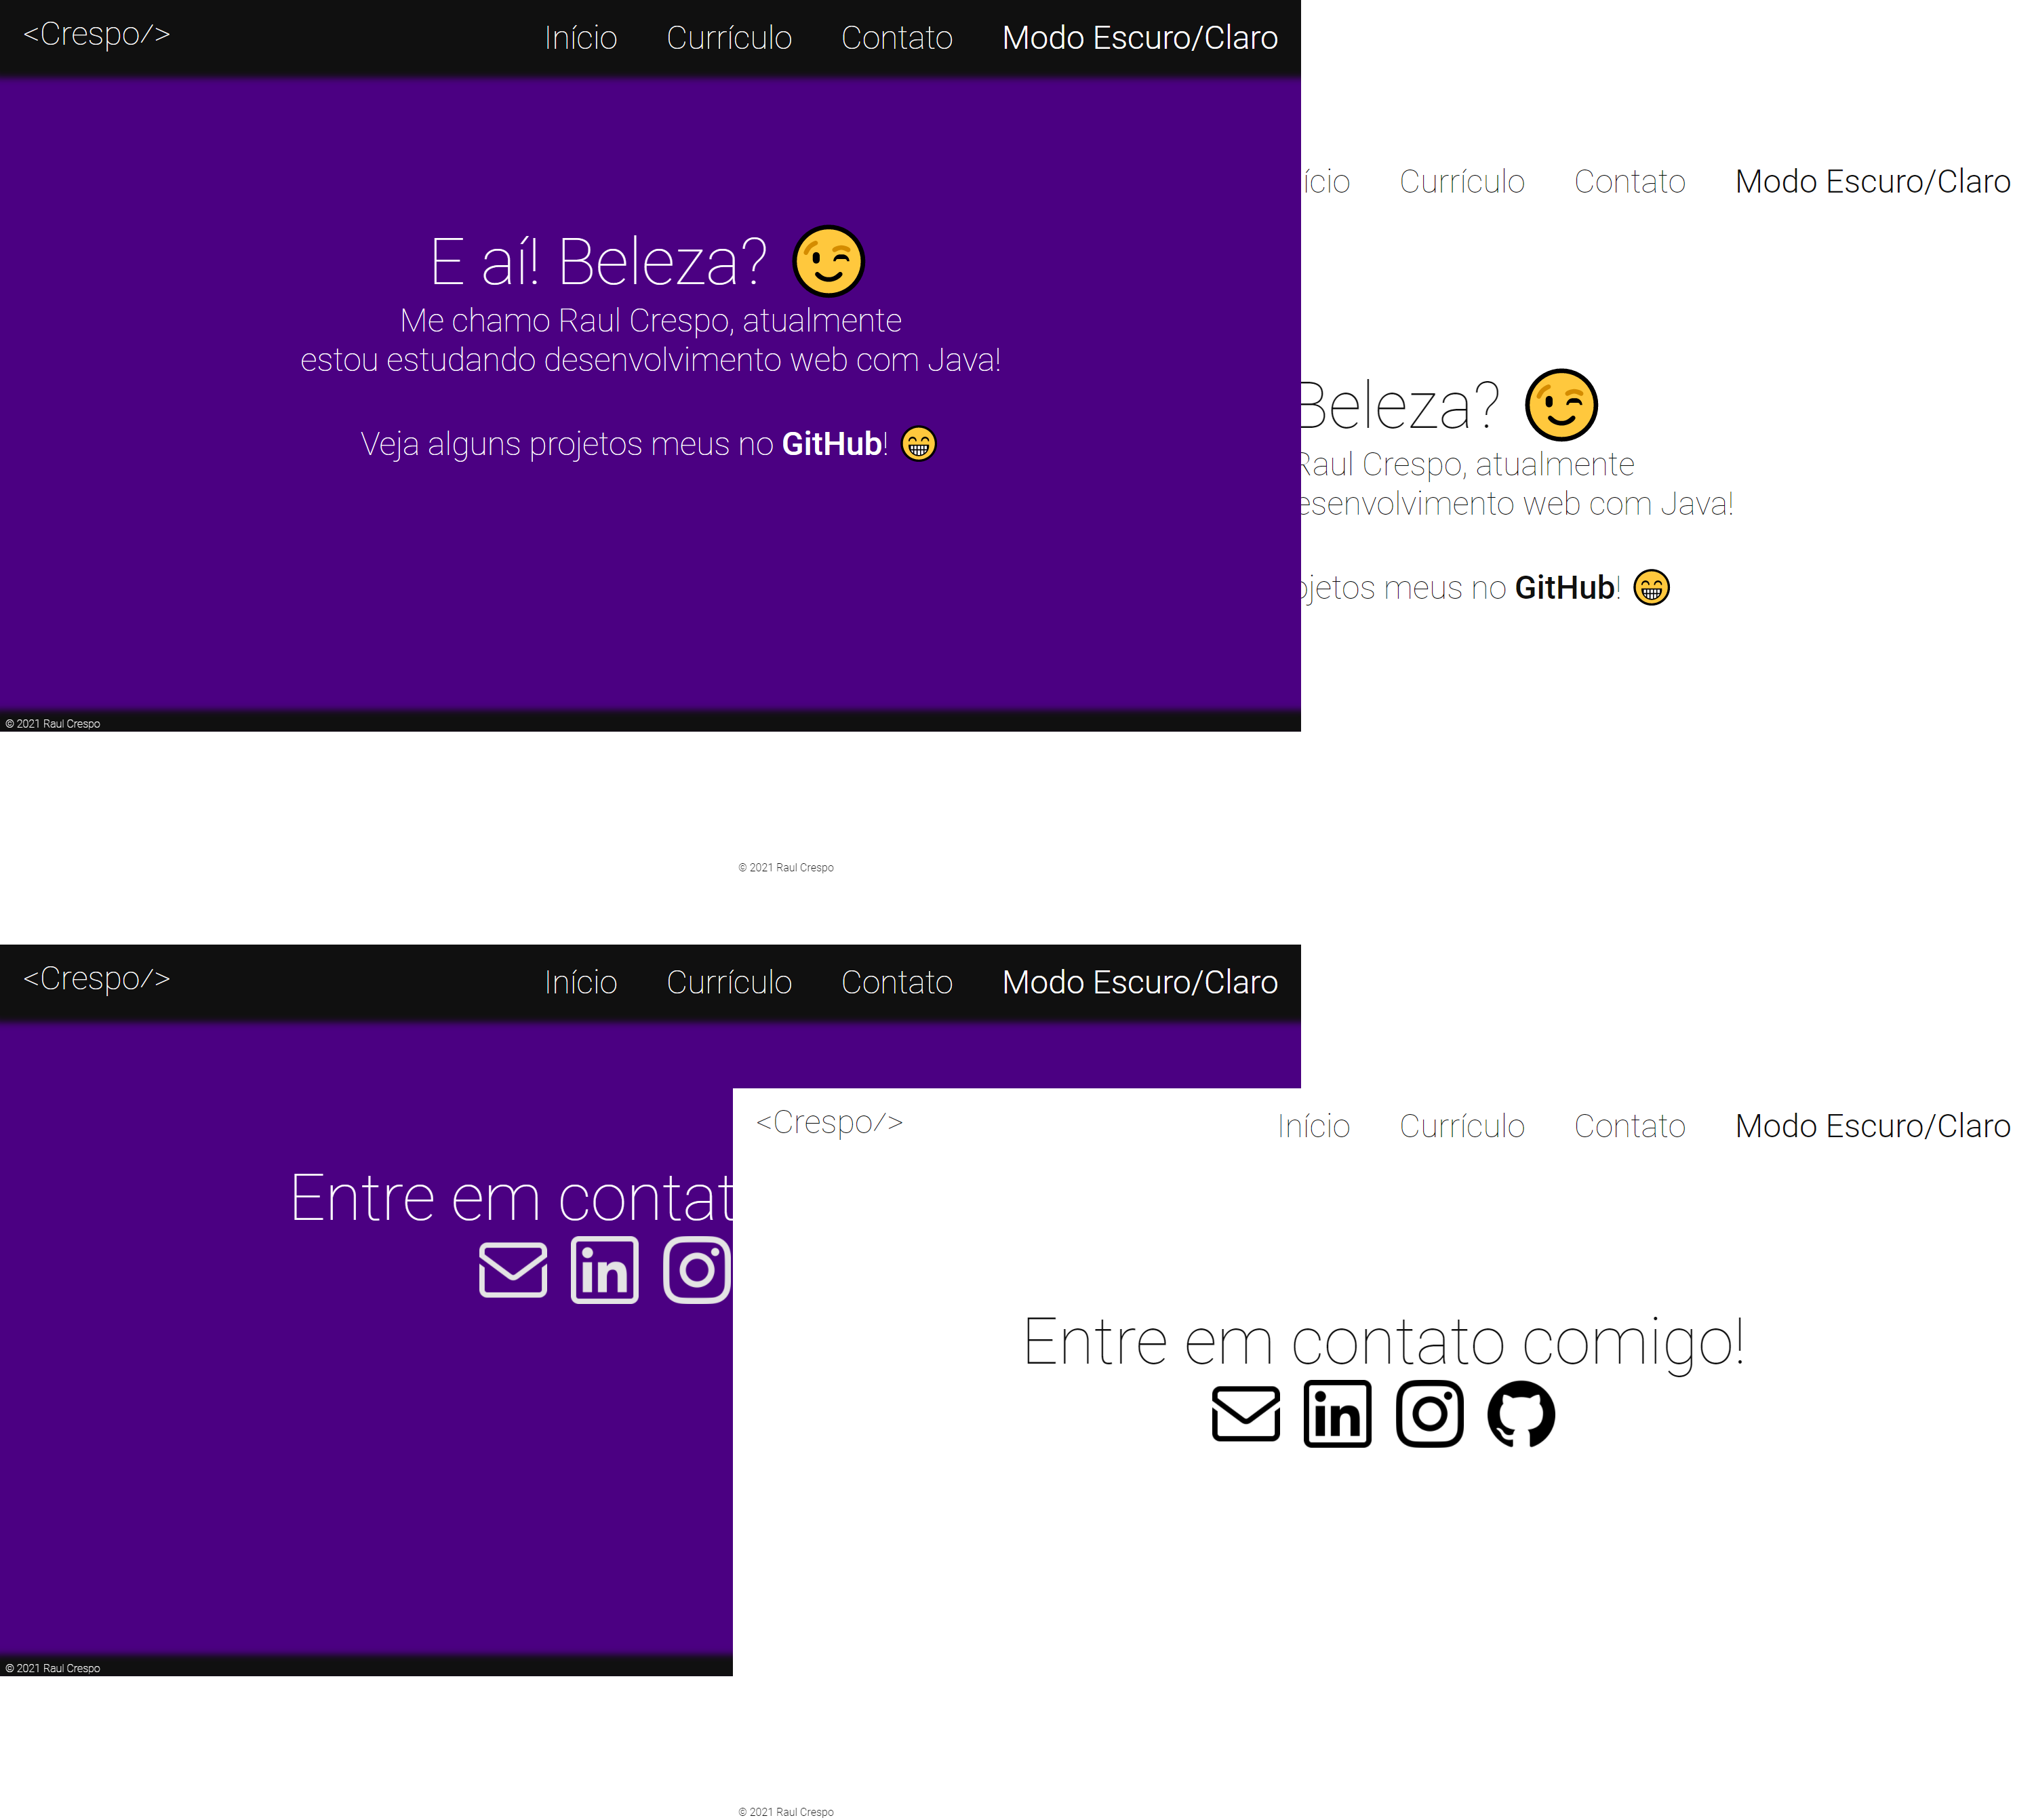 <Crespo/>
Início Currículo Contato Modo Escuro/Claro
E aí! Beleza?
Me chamo Raul Crespo, atualmente
estou estudando desenvolvimento web com Java!
Veja alguns projetos meus no GitHub!
© 2021 Raul Crespo
ício Currículo Contato Modo Escuro/Claro
Beleza?
Raul Crespo, atualmente
esenvolvimento web com Java!
ojetos meus no GitHub!
© 2021 Raul Crespo
<Crespo/>
Início Currículo Contato Modo Escuro/Claro
Entre em contat
in
© 2021 Raul Crespo
<Crespo/>
Início Currículo Contato Modo Escuro/Claro
Entre em contato comigo!
in
© 2021 Raul Crespo